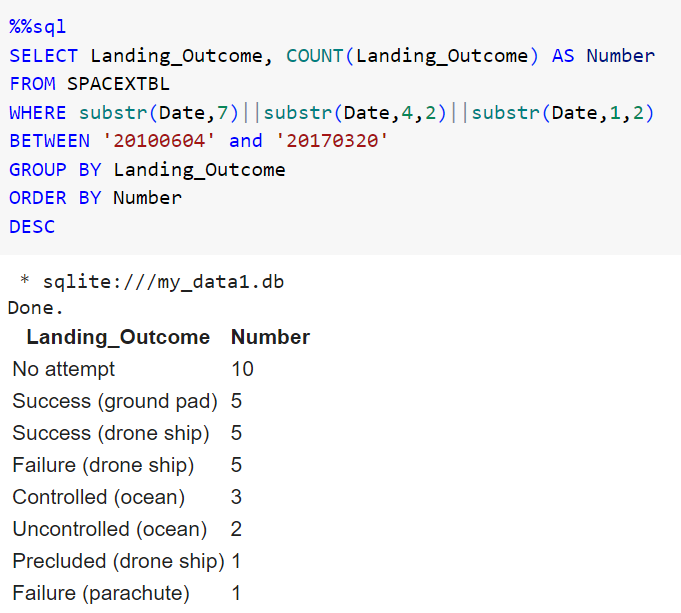 %%sql
SELECT Landing_Outcome, COUNT(Landing_Outcome) AS Number
FROM SPACEXTBL
WHERE substr(Date,7)||substr(Date,4,2)||substr(Date,1,2)
BETWEEN '20100604' and '20170320'
GROUP BY Landing_Outcome
ORDER BY Number
DESC
* sqlite:///my_data1.db
Done.
Landing_Outcome Number
No attempt 10
Success (ground pad) 5
Success (drone ship) 5
Failure (drone ship) 5
Controlled (ocean) 3
Uncontrolled (ocean) 2
Precluded (drone ship) 1
Failure (parachute) 1